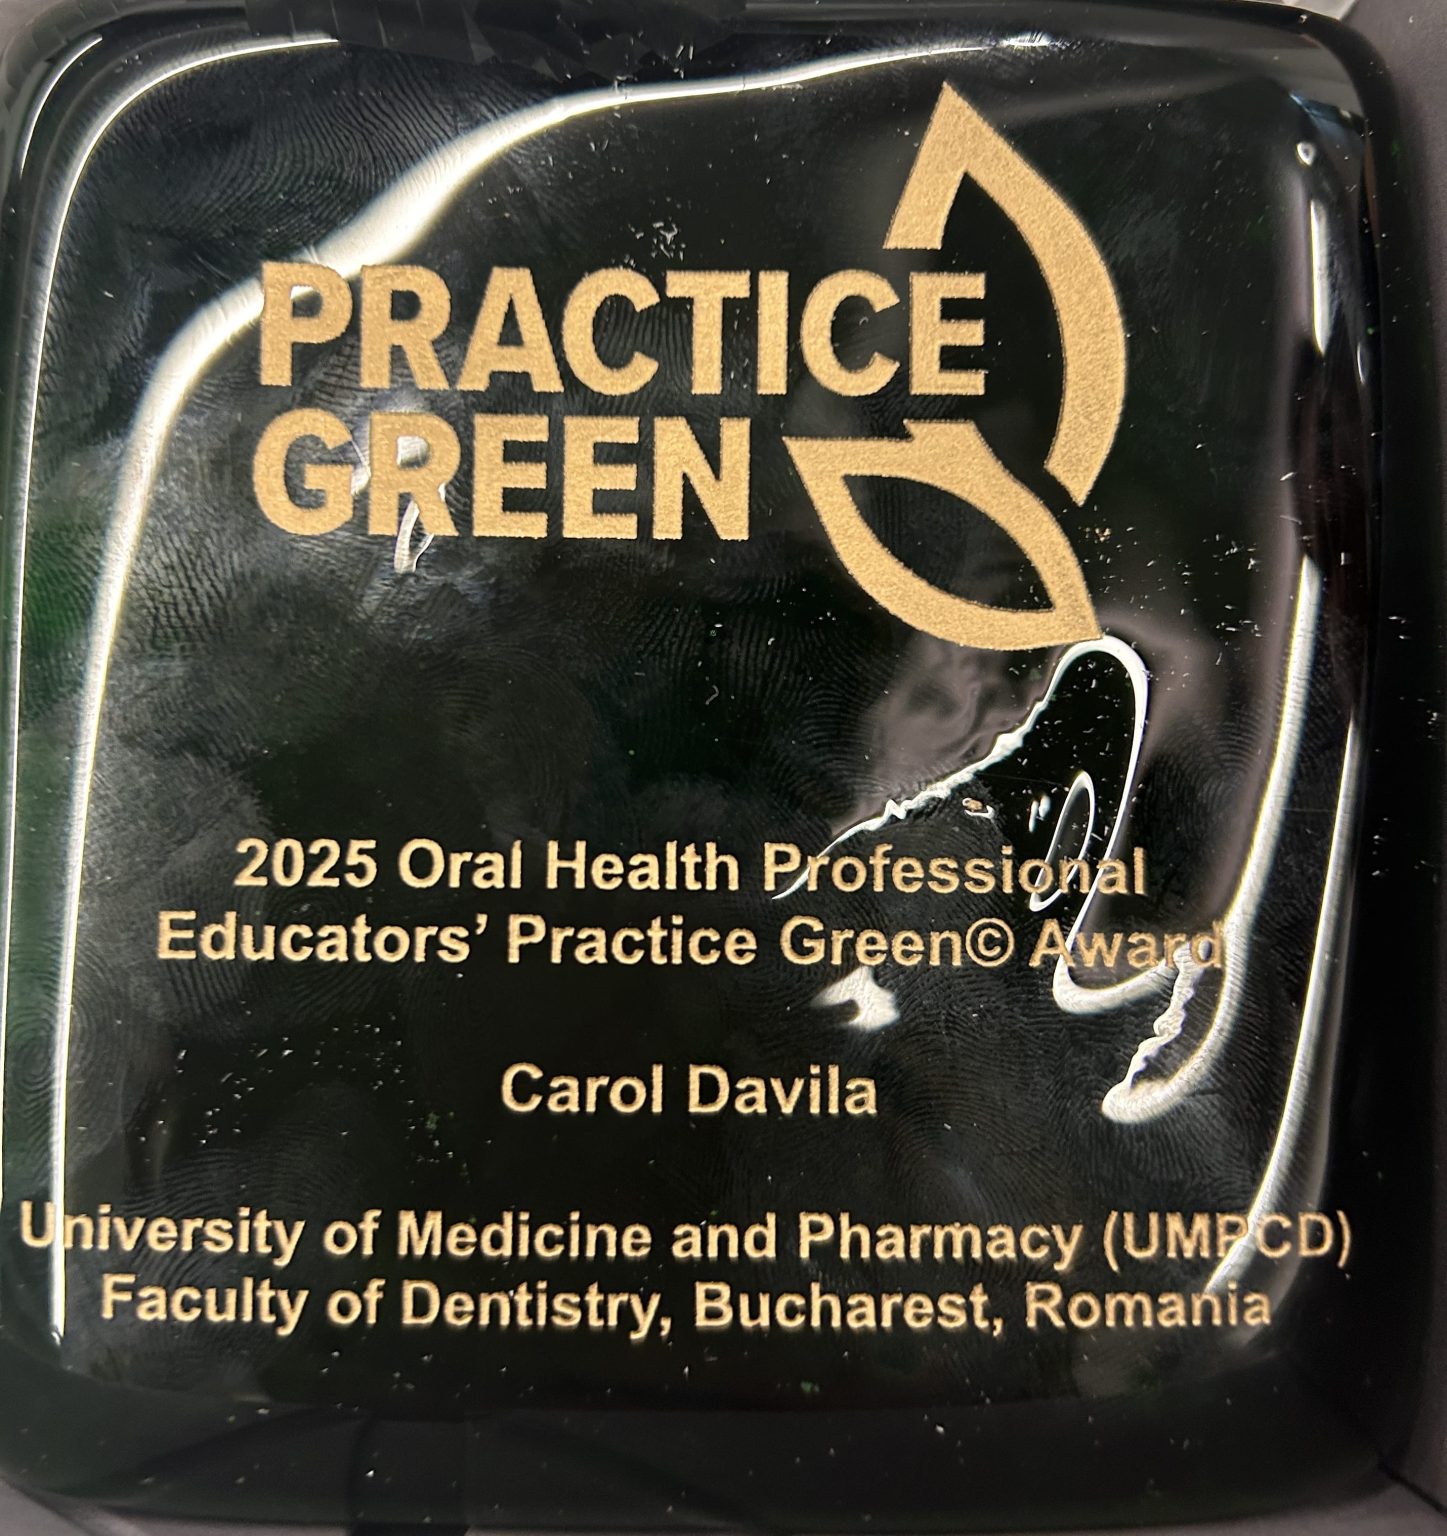 PRACTICE
GREEN
2025 Oral Health Professional
Educators’ Practice Green© Award
Carol Davila
University of Medicine and Pharmacy (UMPCD)
Faculty of Dentistry, Bucharest, Romania